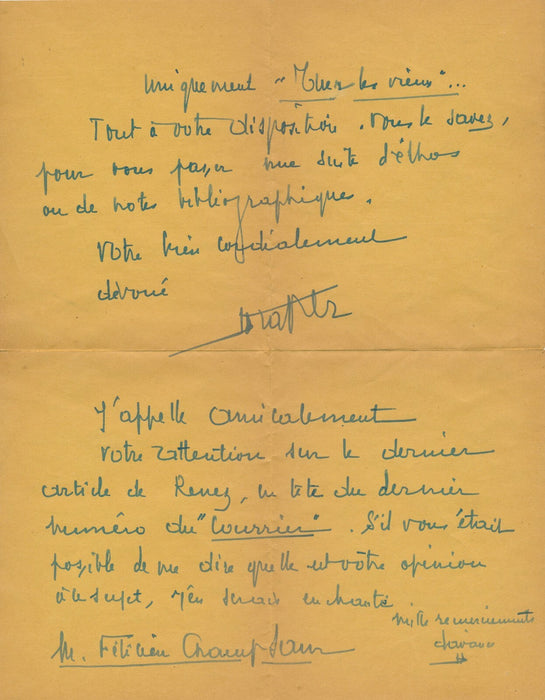 uniquement "Tuer les vieux"...
Tout à votre disposition, vous le savez,
pour vous passer une suite d'échos
ou de notes bibliographiques.
Votre bien cordialement
dévoué
J'appelle amicalement
votre attention sur le dernier
article de Renez, en tête du dernier
numéro du "Courrier". S'il vous était
possible de me dire quelle est votre opinion
à ce sujet, j'en serais enchanté
mille remerciements
d'avance
M. Félicien Champsaur